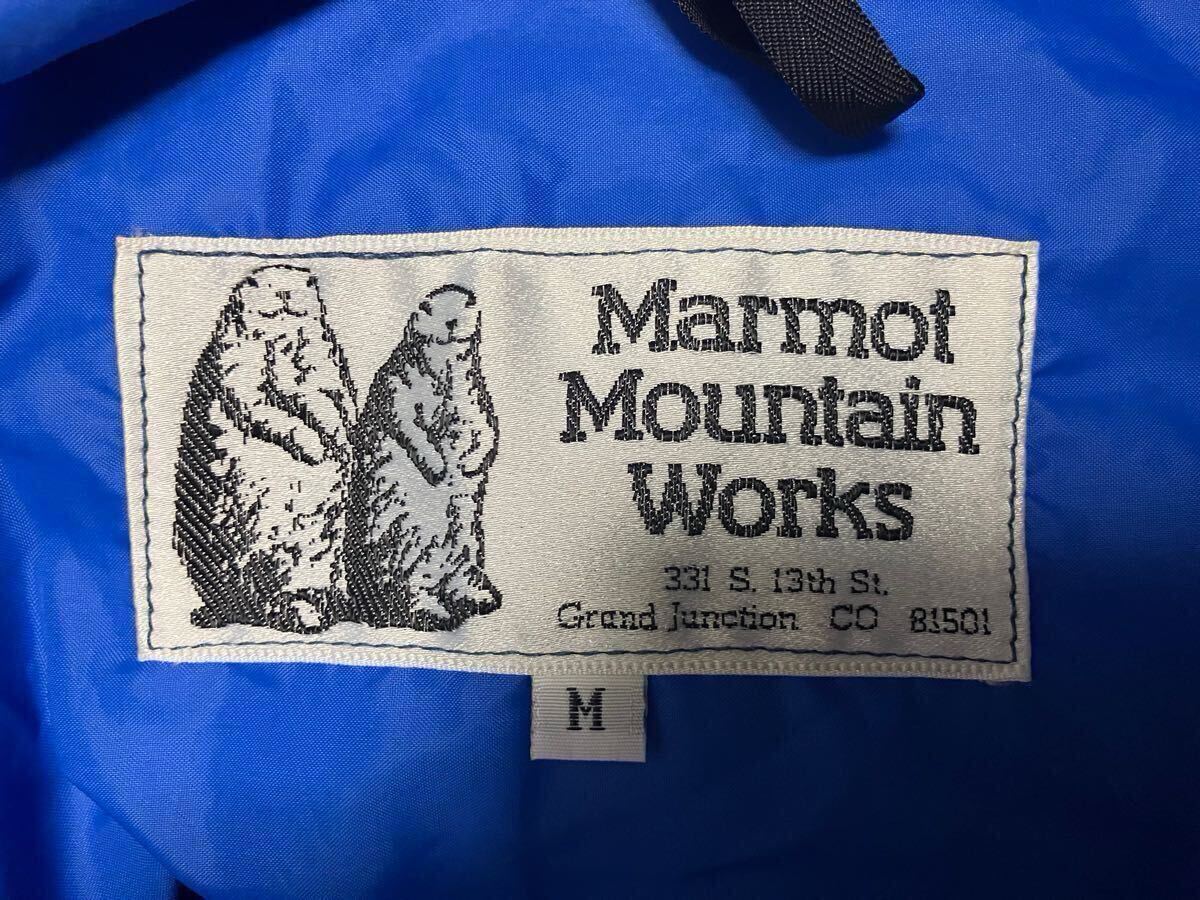 Marmot
Mountain
Works
331 S. 13th St.
Grand Junction CO 81501
M